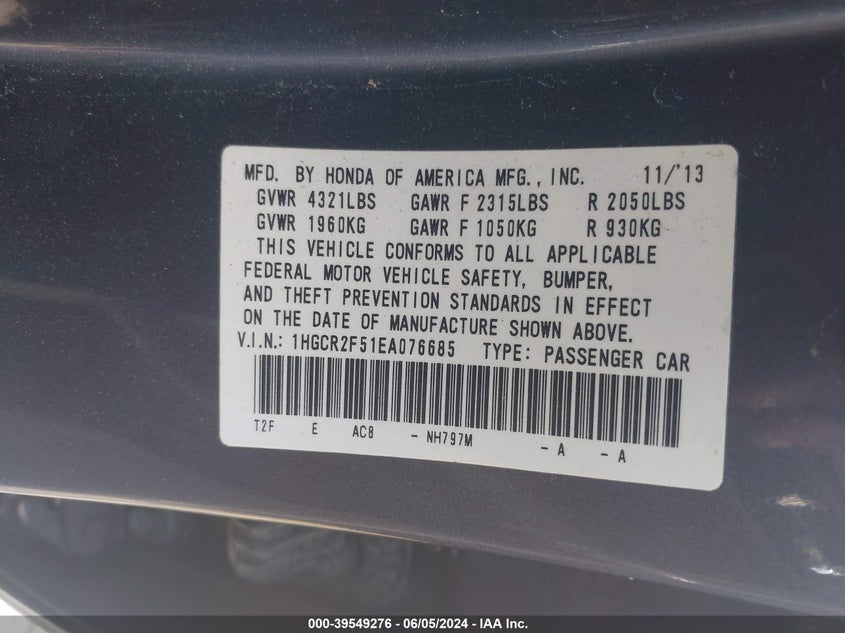 MFD. BY HONDA OF AMERICA MFG., INC. 11/'13
GVWR 4321LBS GAWR F 2315LBS R 2050LBS
GVWR 1960KG GAWR F 1050KG R 930KG
THIS VEHICLE CONFORMS TO ALL APPLICABLE
FEDERAL MOTOR VEHICLE SAFETY, BUMPER,
AND THEFT PREVENTION STANDARDS IN EFFECT
ON THE DATE OF MANUFACTURE SHOWN ABOVE.
V.I.N.: 1HGCR2F51EA076685 TYPE: PASSENGER CAR
T2F E AC8 - NH797M - A - A
000-39549276 - 06/05/2024 - IAA Inc.